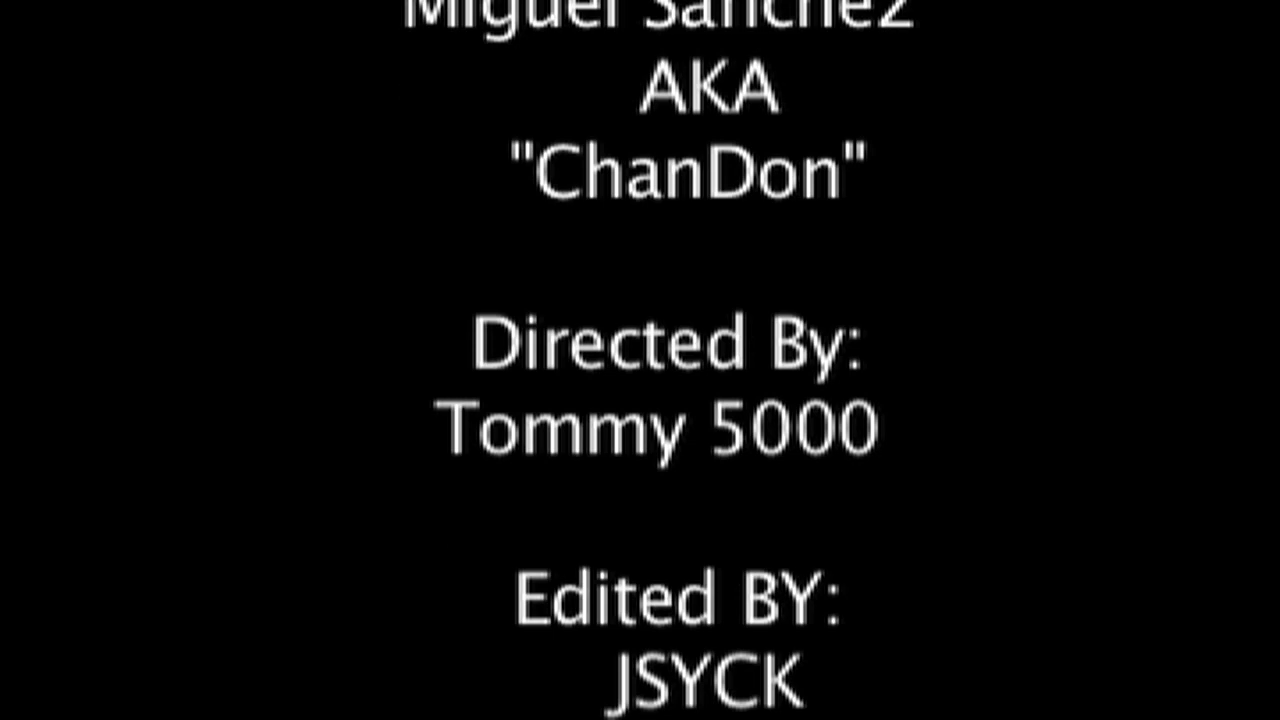 Miguel Sanchez
AKA
"ChanDon"
Directed By:
Tommy 5000
Edited BY:
JSYCK